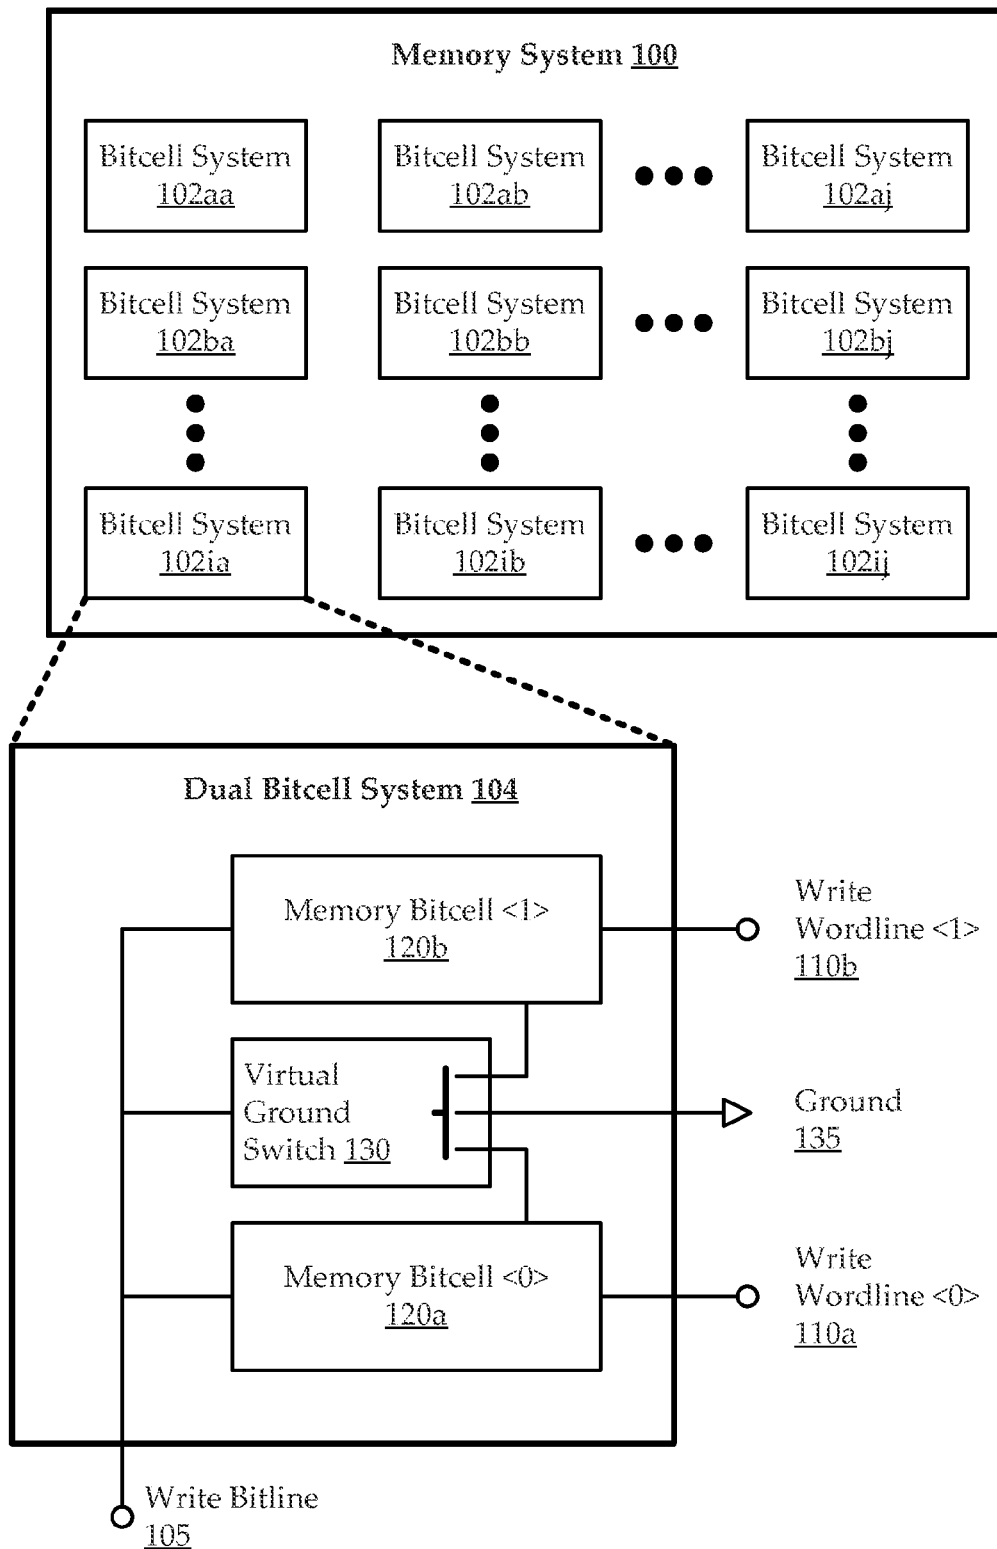 Memory System 100
Bitcell System
102aa
Bitcell System
102ab
Bitcell System
102aj
Bitcell System
102ba
Bitcell System
102bb
Bitcell System
102bj
Bitcell System
102ia
Bitcell System
102ib
Bitcell System
102ij
Dual Bitcell System 104
Memory Bitcell <1>
120b
Write
Wordline <1>
110b
Virtual
Ground
Switch 130
Ground
135
Memory Bitcell <0>
120a
Write
Wordline <0>
110a
Write Bitline
105